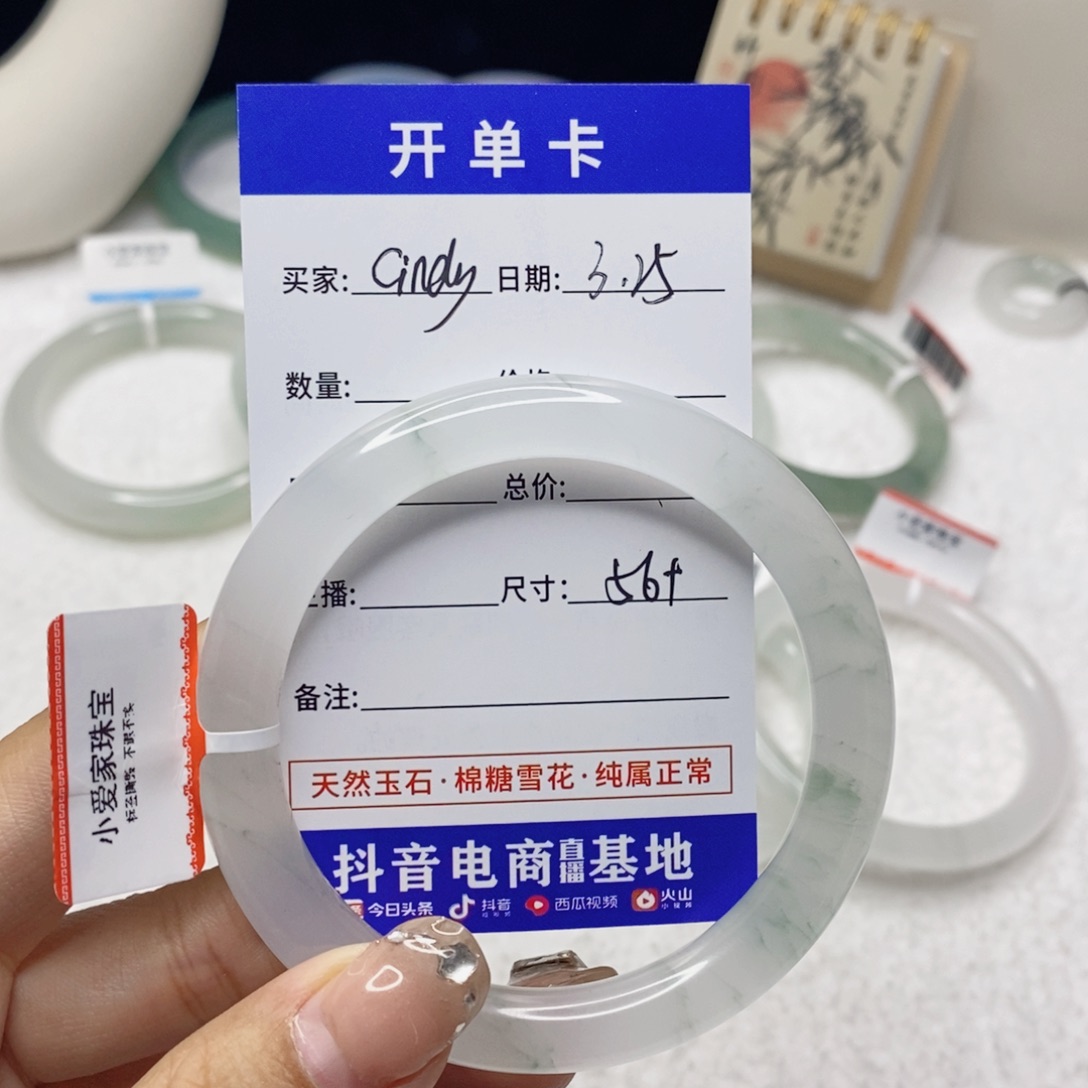 开单卡
买家: Cindy 日期: 3.25
数量:
总价:
播: 尺寸: 56+
备注:
天然玉石·棉糖雪花·纯属正常
抖音电商直播基地
今日头条 抖音 西瓜视频 火山
小爱家珠宝